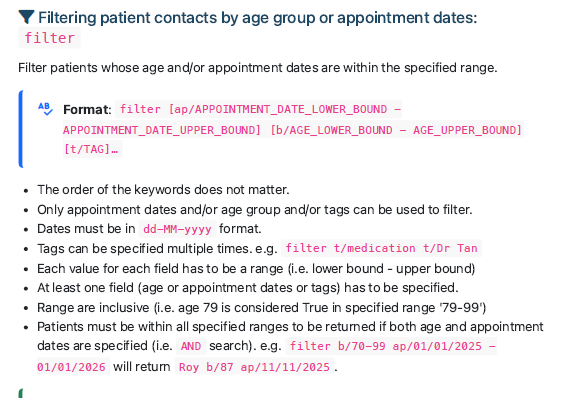 Filtering patient contacts by age group or appointment dates:
filter
Filter patients whose age and/or appointment dates are within the specified range.
Format: filter [ap/APPOINTMENT_DATE_LOWER_BOUND –
APPOINTMENT_DATE_UPPER_BOUND] [b/AGE_LOWER_BOUND – AGE_UPPER_BOUND]
[t/TAG]…
• The order of the keywords does not matter.
• Only appointment dates and/or age group and/or tags can be used to filter.
• Dates must be in dd-MM-yyyy format.
• Tags can be specified multiple times. e.g. filter t/medication t/Dr Tan
• Each value for each field has to be a range (i.e. lower bound - upper bound)
• At least one field (age or appointment dates or tags) has to be specified.
• Range are inclusive (i.e. age 79 is considered True in specified range '79-99')
• Patients must be within all specified ranges to be returned if both age and appointment
dates are specified (i.e. AND search). e.g. filter b/70–99 ap/01/01/2025 –
01/01/2026 will return Roy b/87 ap/11/11/2025 .